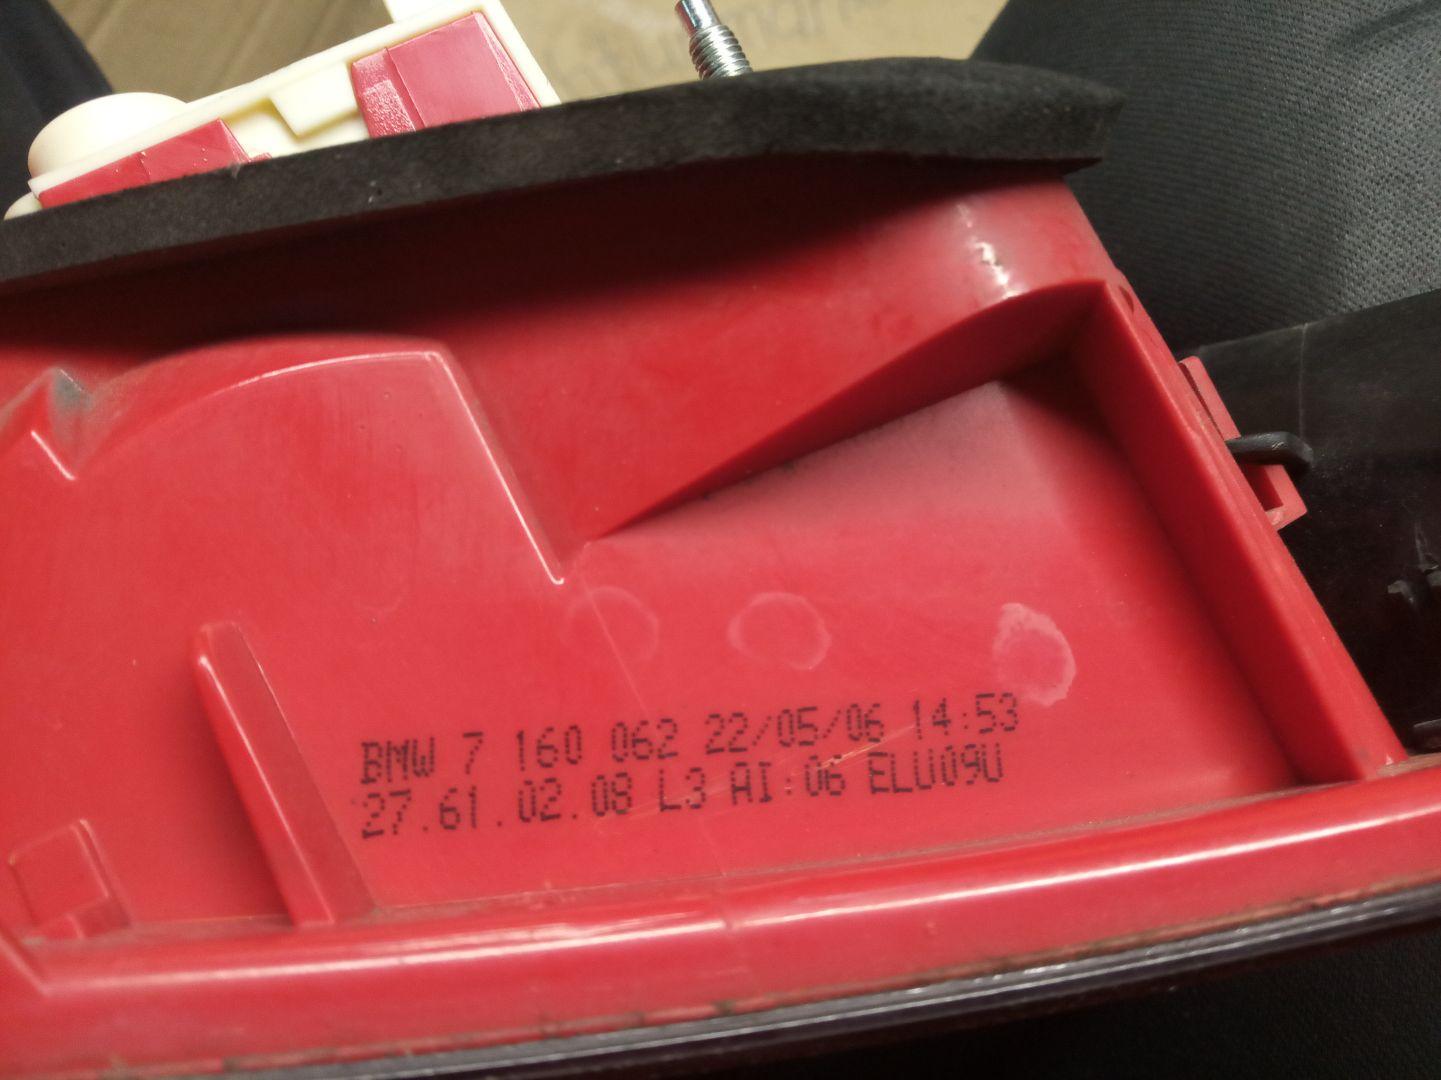 BMW 7 160 062 22/05/06 14:53
27.61.02.08 L3 AI:06 ELU09U